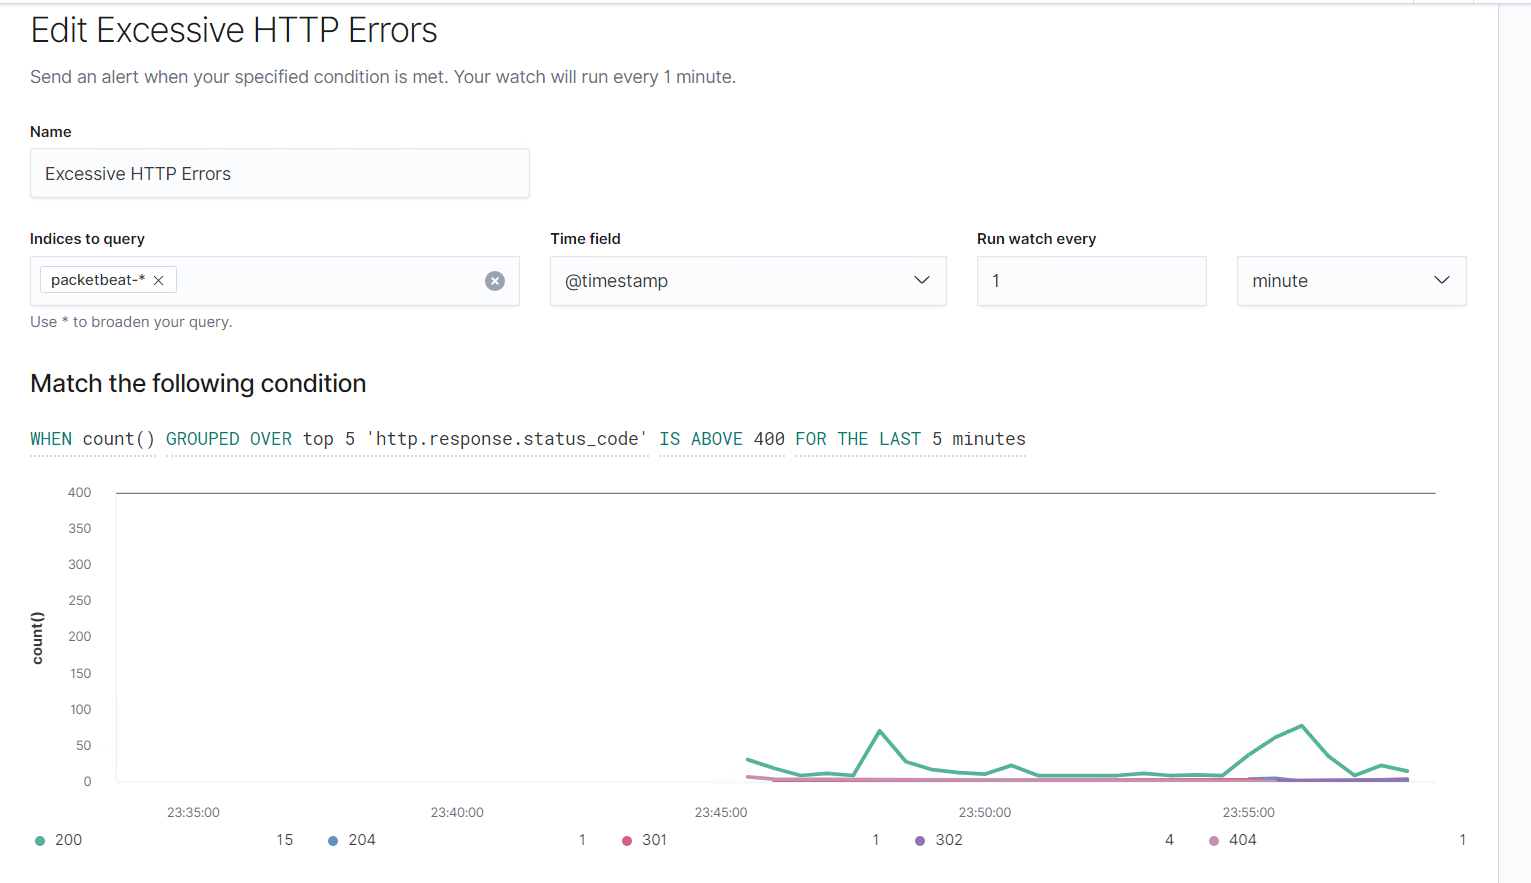 Edit Excessive HTTP Errors
Send an alert when your specified condition is met. Your watch will run every 1 minute.
Name
Excessive HTTP Errors
Indices to query
Time field
Run watch every
packetbeat-*
@timestamp
1
minute
Use * to broaden your query.
Match the following condition
WHEN count() GROUPED OVER top 5 'http.response.status_code' IS ABOVE 400 FOR THE LAST 5 minutes
400
350
300
250
200
150
100
50
0
count()
23:35:00 23:40:00 23:45:00 23:50:00 23:55:00
200 15 204 1 301 1 302 4 404 1